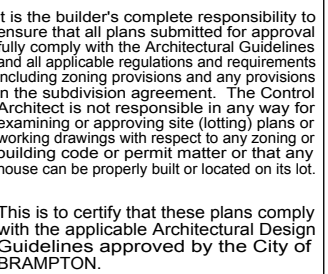 It is the builder's complete responsibility to
ensure that all plans submitted for approval
fully comply with the Architectural Guidelines
and all applicable regulations and requirements
including zoning provisions and any provisions
in the subdivision agreement.  The Control
Architect is not responsible in any way for
examining or approving site (lotting) plans or
working drawings with respect to any zoning or
building code or permit matter or that any
house can be properly built or located on its lot.

This is to certify that these plans comply
with the applicable Architectural Design
Guidelines approved by the City of
BRAMPTON.